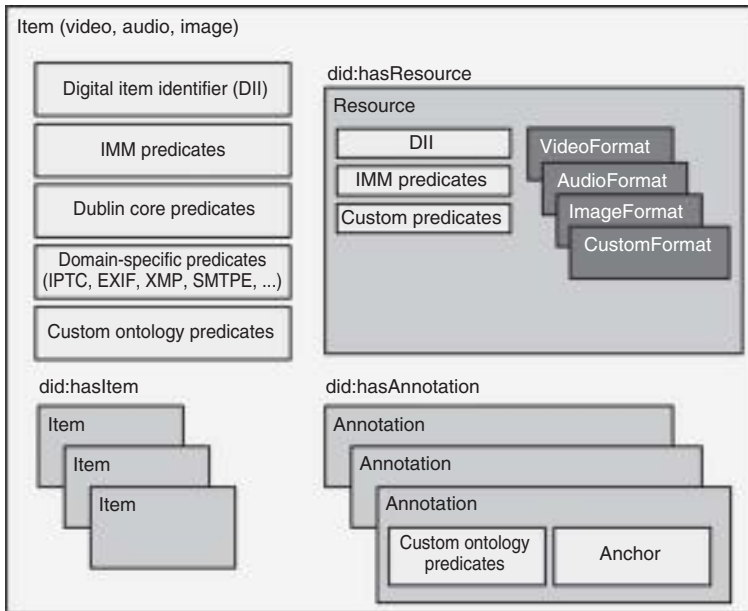 Item (video, audio, image)
Digital item identifier (DII)
IMM predicates
Dublin core predicates
Domain-specific predicates
(IPTC, EXIF, XMP, SMTPE, ...)
Custom ontology predicates
did:hasResource
Resource
DII
IMM predicates
Custom predicates
VideoFormat
AudioFormat
ImageFormat
CustomFormat
did:hasItem
Item
Item
Item
did:hasAnnotation
Annotation
Annotation
Annotation
Custom ontology
predicates
Anchor